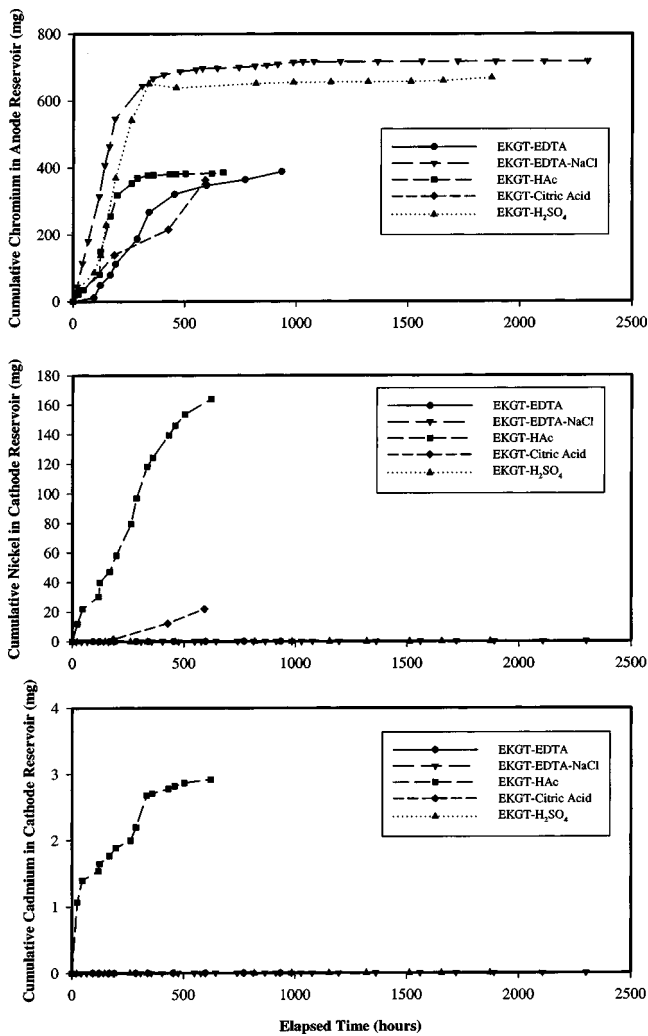 Cumulative Chromium in Anode Reservoir (mg)
800
600
400
200
0
EKGT-EDTA
EKGT-EDTA-NaCl
EKGT-HAc
EKGT-Citric Acid
EKGT-H₂SO₄
0 500 1000 1500 2000 2500
Cumulative Nickel in Cathode Reservoir (mg)
180
160
140
120
100
80
60
40
20
0
EKGT-EDTA
EKGT-EDTA-NaCl
EKGT-HAc
EKGT-Citric Acid
EKGT-H₂SO₄
0 500 1000 1500 2000 2500
Cumulative Cadmium in Cathode Reservoir (mg)
4
3
2
1
0
EKGT-EDTA
EKGT-EDTA-NaCl
EKGT-HAc
EKGT-Citric Acid
EKGT-H₂SO₄
0 500 1000 1500 2000 2500
Elapsed Time (hours)